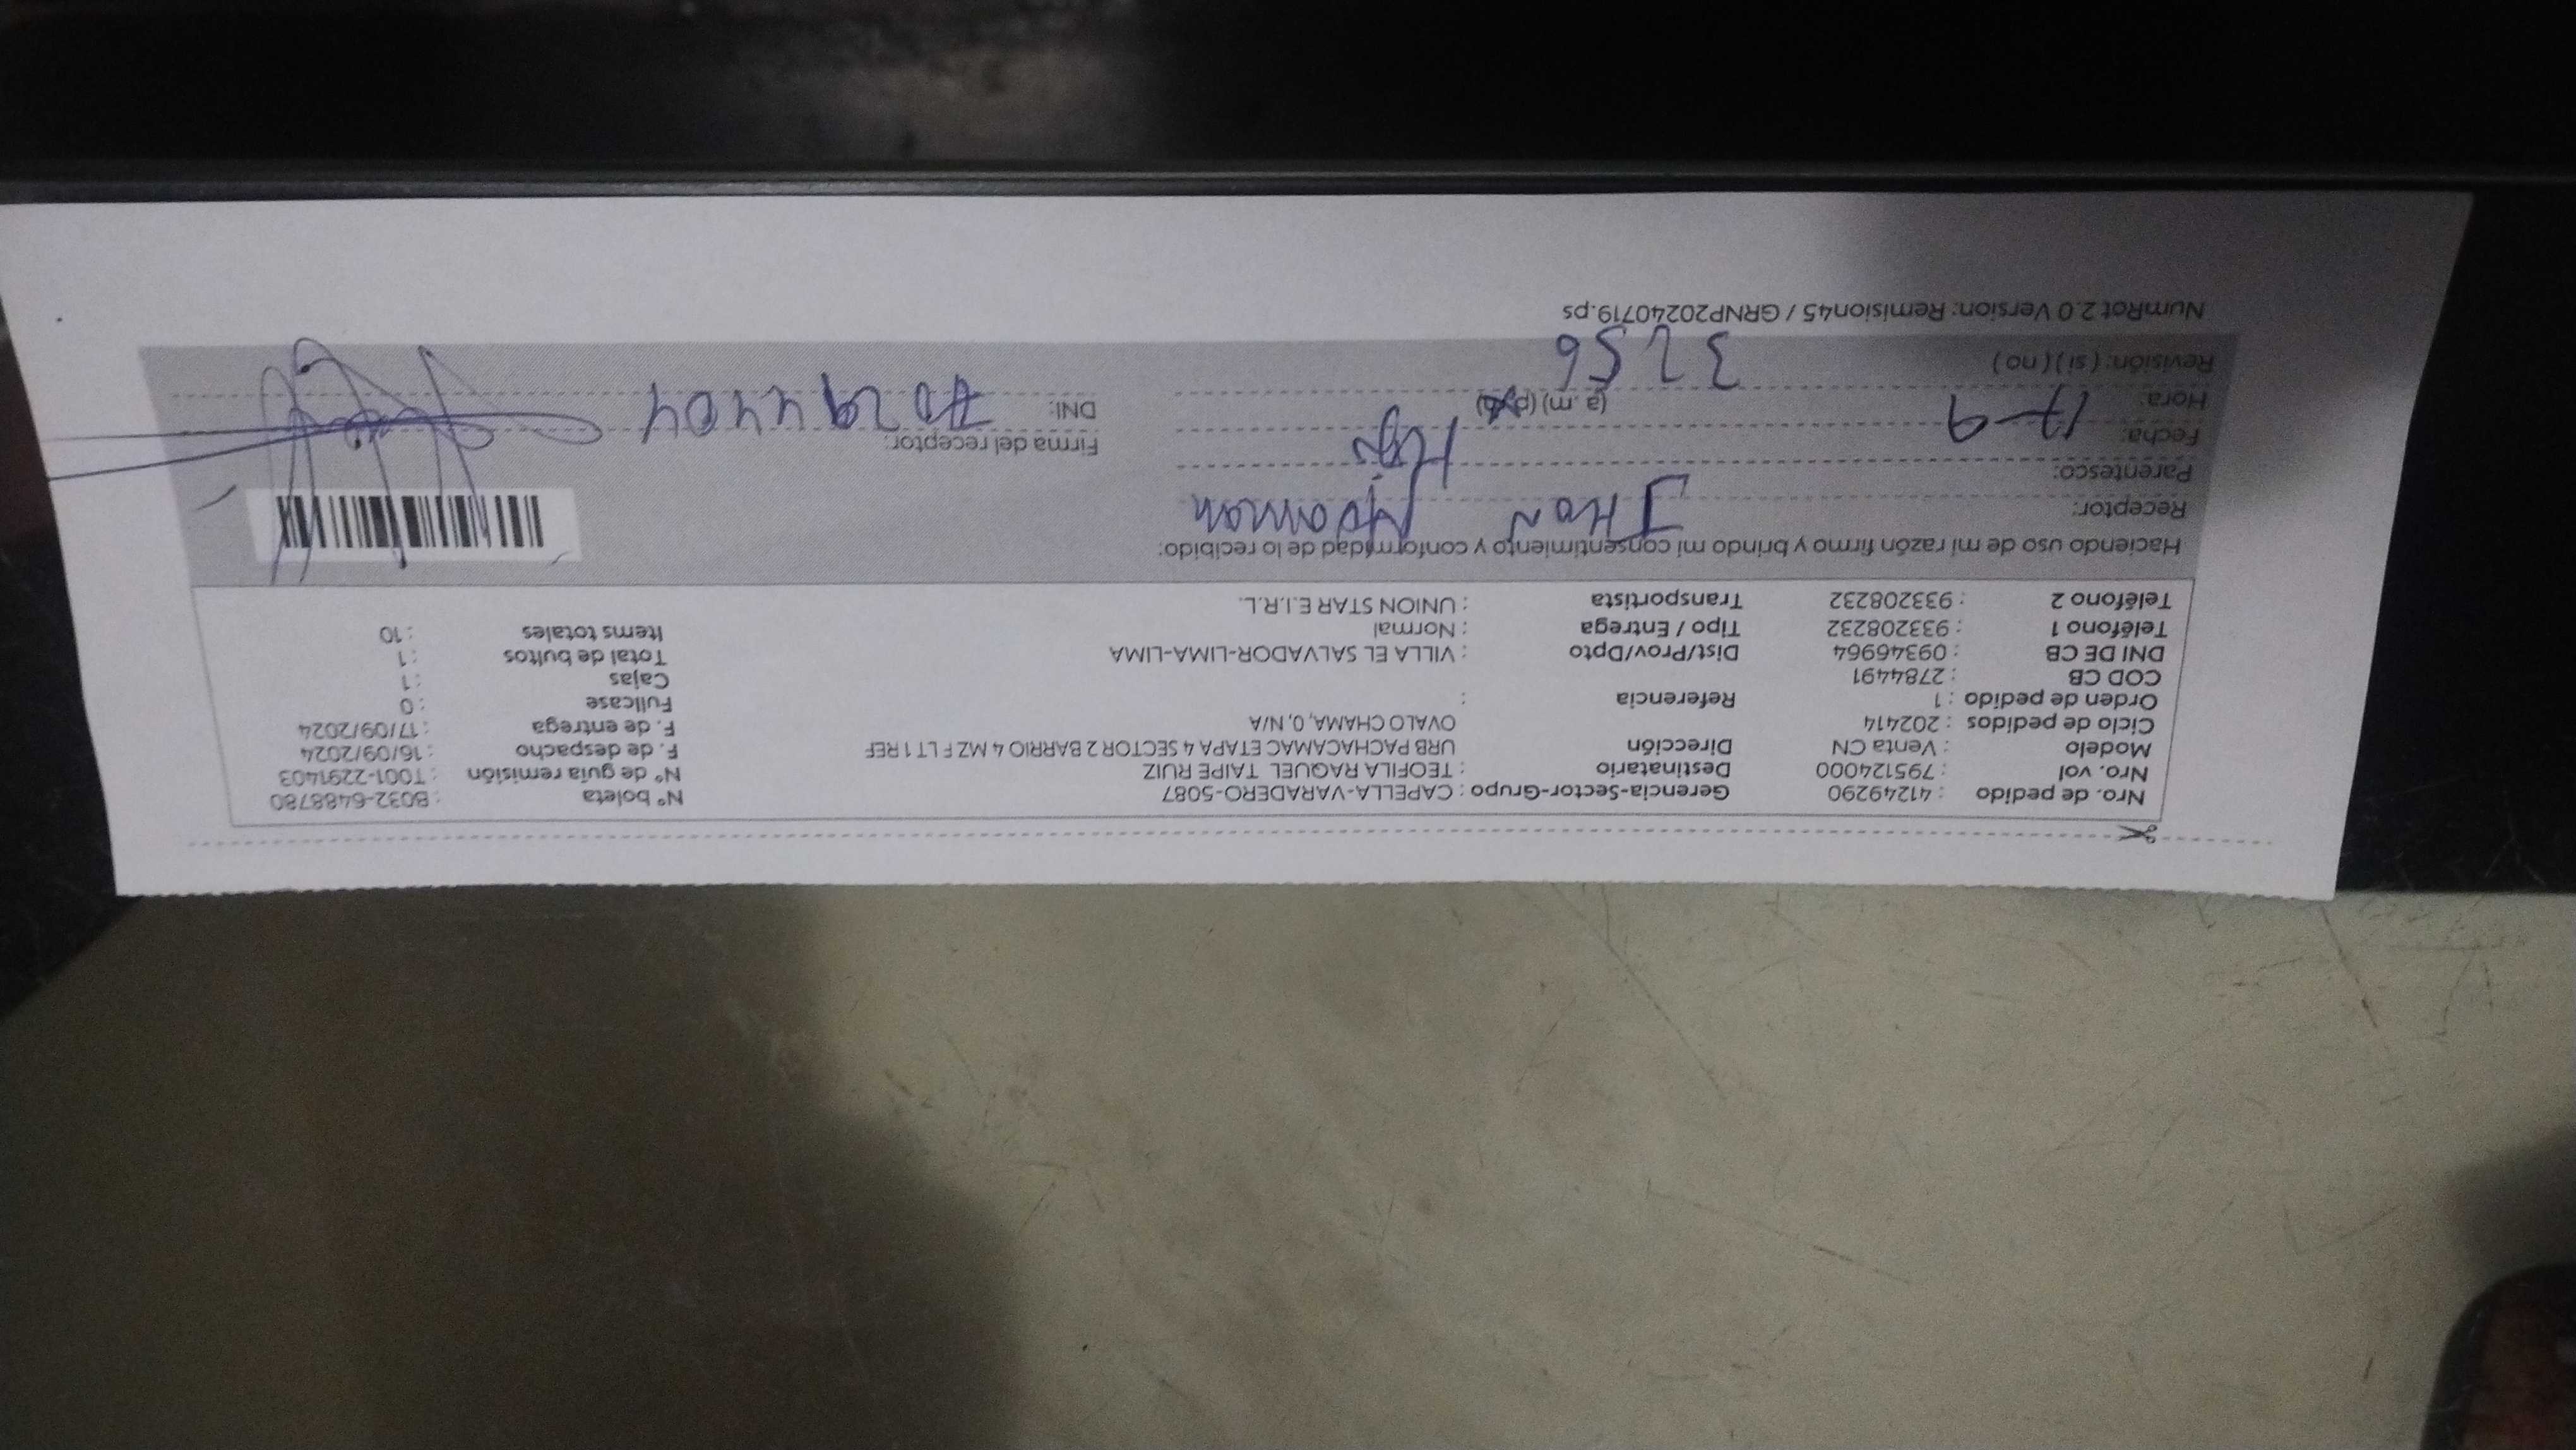 Nro. de pedido : 41249290 Gerencia-Sector-Grupo : CAPELLA-VARADERO-5087 N° boleta : B032-6488780
Nro. vol : 795124000 Destinatario : TEOFILA RAQUEL TAIPE RUIZ N° de guía remisión : T001-2291403
Modelo : Venta CN Dirección URB PACHACAMAC ETAPA 4 SECTOR 2 BARRIO 4 MZ F LT 1 REF F. de despacho : 16/09/2024
Ciclo de pedidos : 202414 OVALO CHAMA, 0, N/A F. de entrega : 17/09/2024
Orden de pedido : 1 Referencia : Fullcase : 0
COD CB : 2784491 Cajas : 1
DNI DE CB : 09346964 Dist/Prov/Dpto : VILLA EL SALVADOR-LIMA-LIMA Total de bultos : 1
Teléfono 1 : 933208232 Tipo / Entrega : Normal Items totales : 10
Teléfono 2 : 933208232 Transportista : UNION STAR E.I.R.L.
Haciendo uso de mi razón firmo y brindo mi consentimiento y conformidad de lo recibido:
Receptor: JHON
Parentesco:
Fecha: 17-9 Firma del receptor:
Hora: (a.m) DNI: 70294404
Revisión: ( si ) ( no ) 3256
NumRot 2.0 Version: Remision45 / GRNP20240719.ps